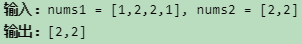 输入：nums1 = [1,2,2,1], nums2 = [2,2]
输出：[2,2]